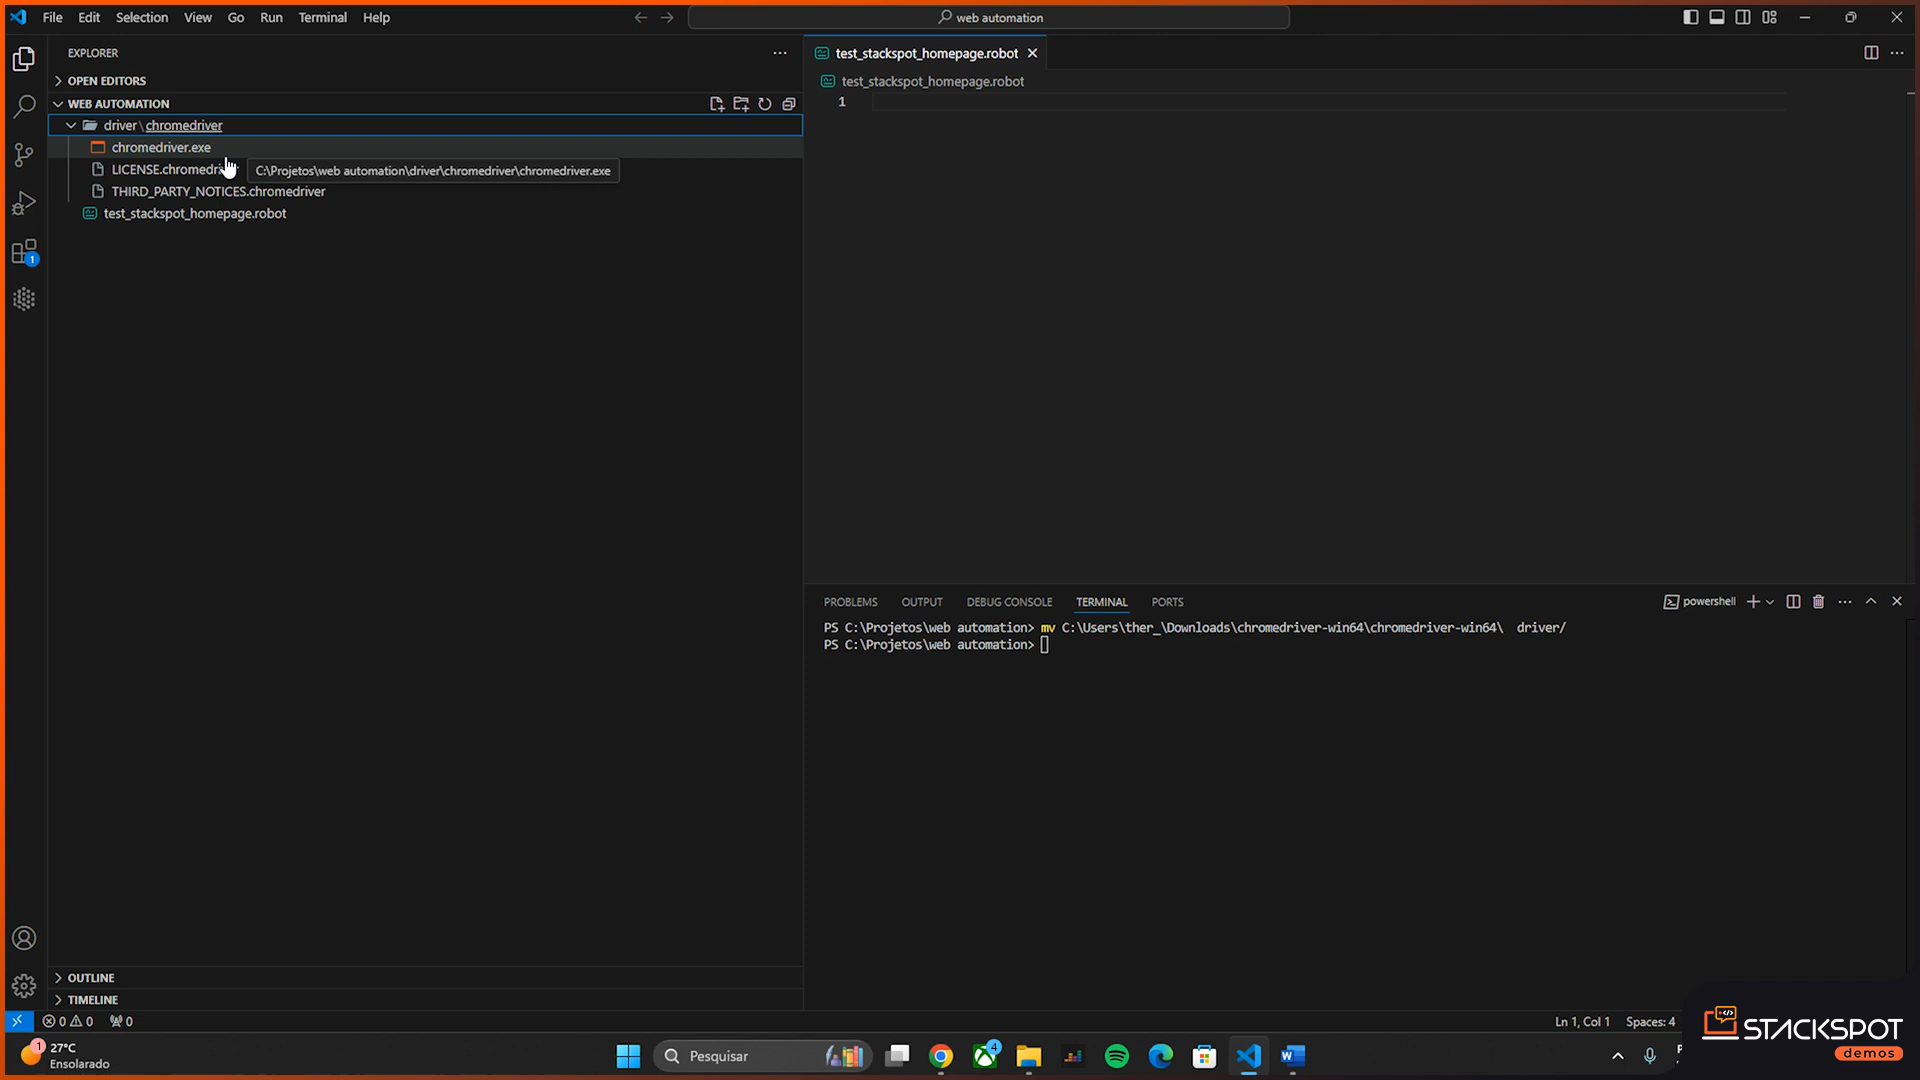 File Edit Selection View Go Run Terminal Help
web automation
EXPLORER
OPEN EDITORS
WEB AUTOMATION
driver\chromedriver
chromedriver.exe
LICENSE.chromedri
C:\Projetos\web automation\driver\chromedriver\chromedriver.exe
THIRD_PARTY_NOTICES.chromedriver
test_stackspot_homepage.robot
1
OUTLINE
TIMELINE
test_stackspot_homepage.robot
test_stackspot_homepage.robot
1
PROBLEMS OUTPUT DEBUG CONSOLE TERMINAL PORTS
powershell
PS C:\Projetos\web automation> mv C:\Users\ther_\Downloads\chromedriver-win64\chromedriver-win64\  driver/
PS C:\Projetos\web automation>
0 0 0
Ln 1, Col 1 Spaces: 4
1
27°C
Ensolarado
Pesquisar
4
STACKSPOT
demos